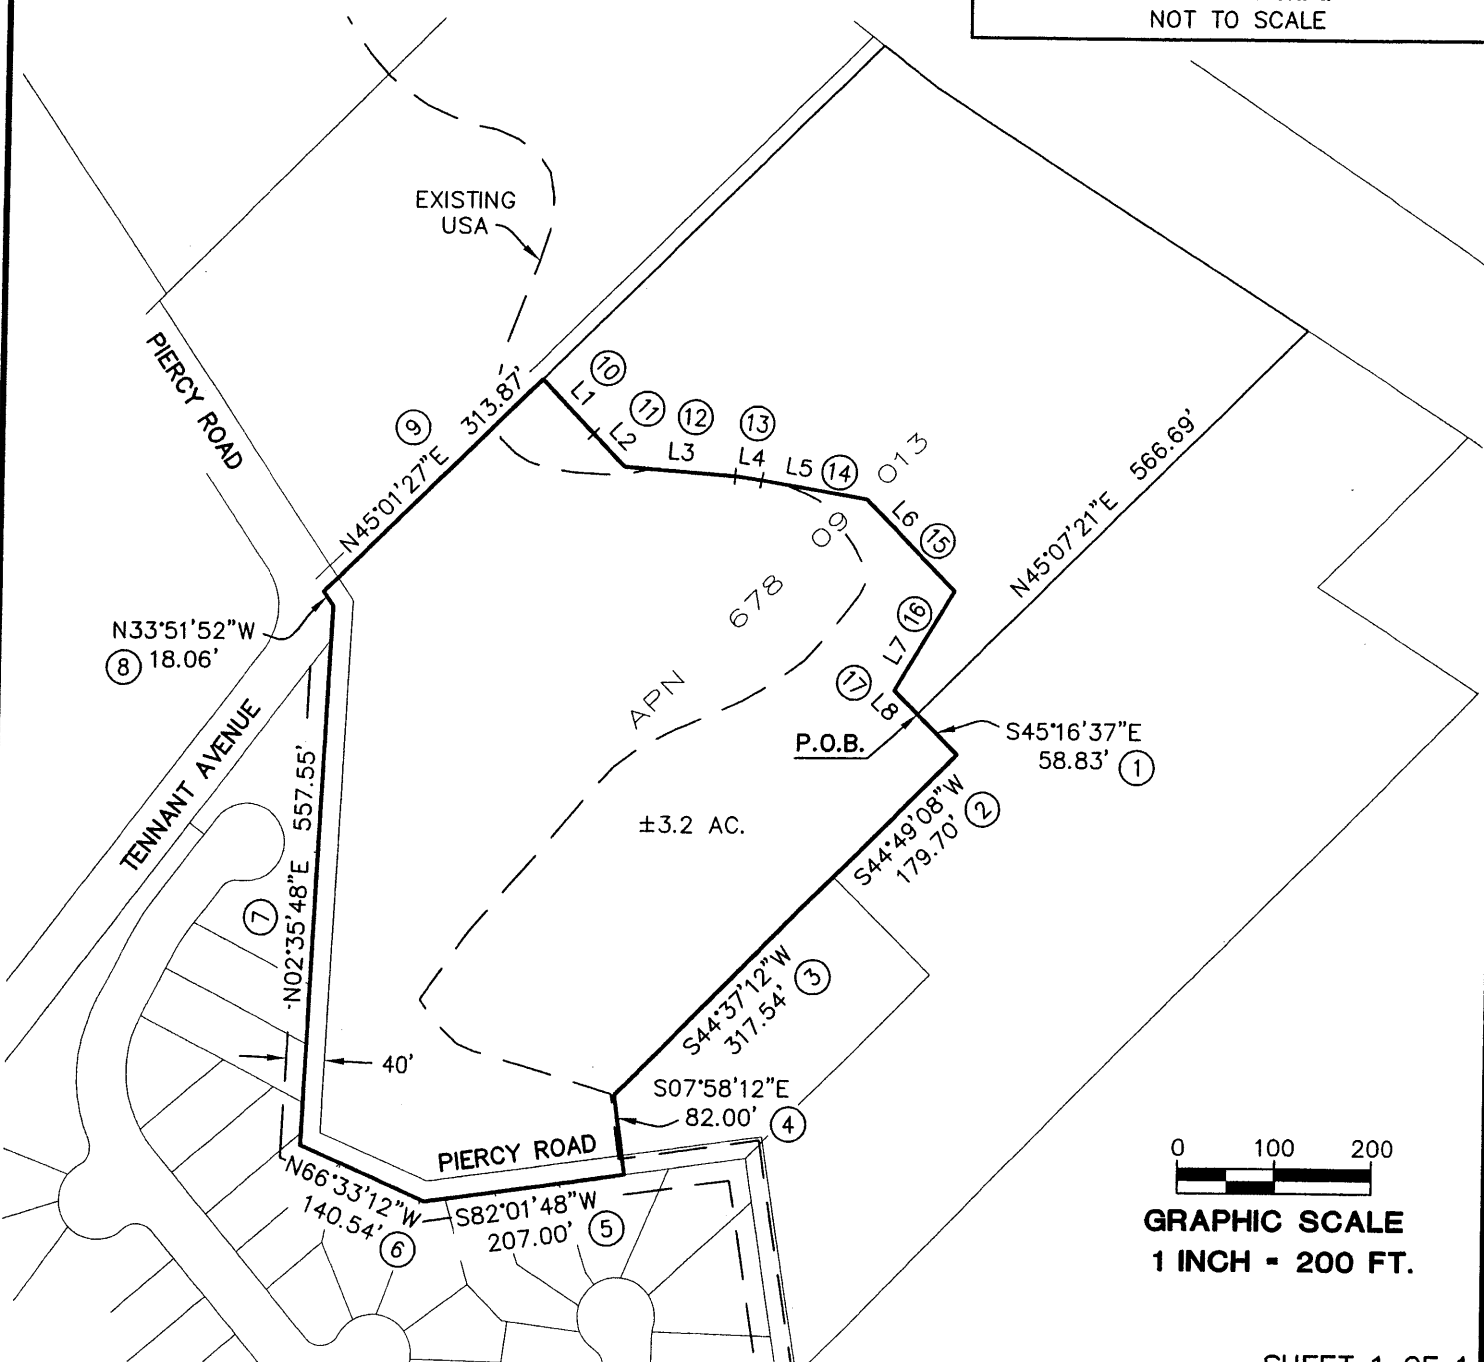 NOT TO SCALE
EXISTING
USA
PIERCY ROAD
N45°01'27"E 313.87'
9
L1
10
L2
11
L3
12
L4
13
L5
14
L6
15
L7
16
L8
17
APN 678 09 013
N45°07'21"E 566.69'
N33°51'52"W
18.06'
8
TENNANT AVENUE
P.O.B.
S45°16'37"E
58.83'
1
S44°49'08"W
179.70'
2
±3.2 AC.
N02°35'48"E 557.55'
7
S44°37'12"W
317.54'
3
40'
S07°58'12"E
82.00'
4
PIERCY ROAD
N66°33'12"W
140.54'
6
S82°01'48"W
207.00'
5
0 100 200
GRAPHIC SCALE
1 INCH = 200 FT.